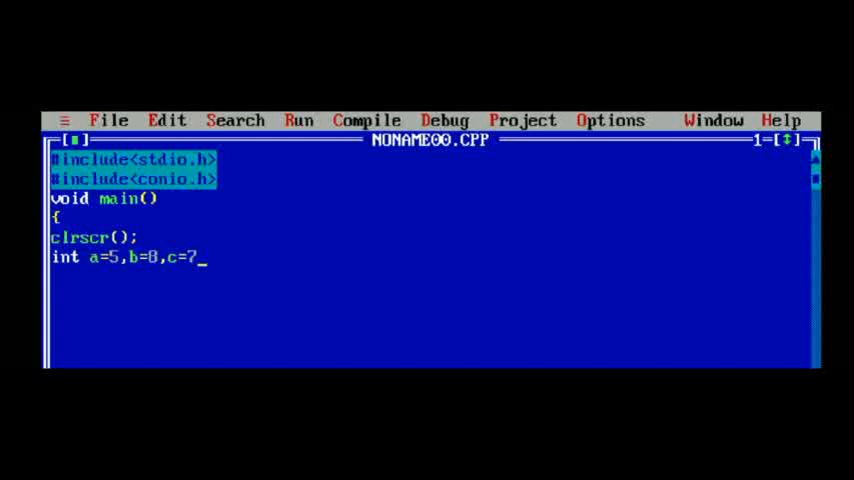 ≡ File Edit Search Run Compile Debug Project Options Window Help
[■] NONAME00.CPP 1=[↕]
#include<stdio.h>
#include<conio.h>
void main()
{
clrscr();
int a=5,b=8,c=7_